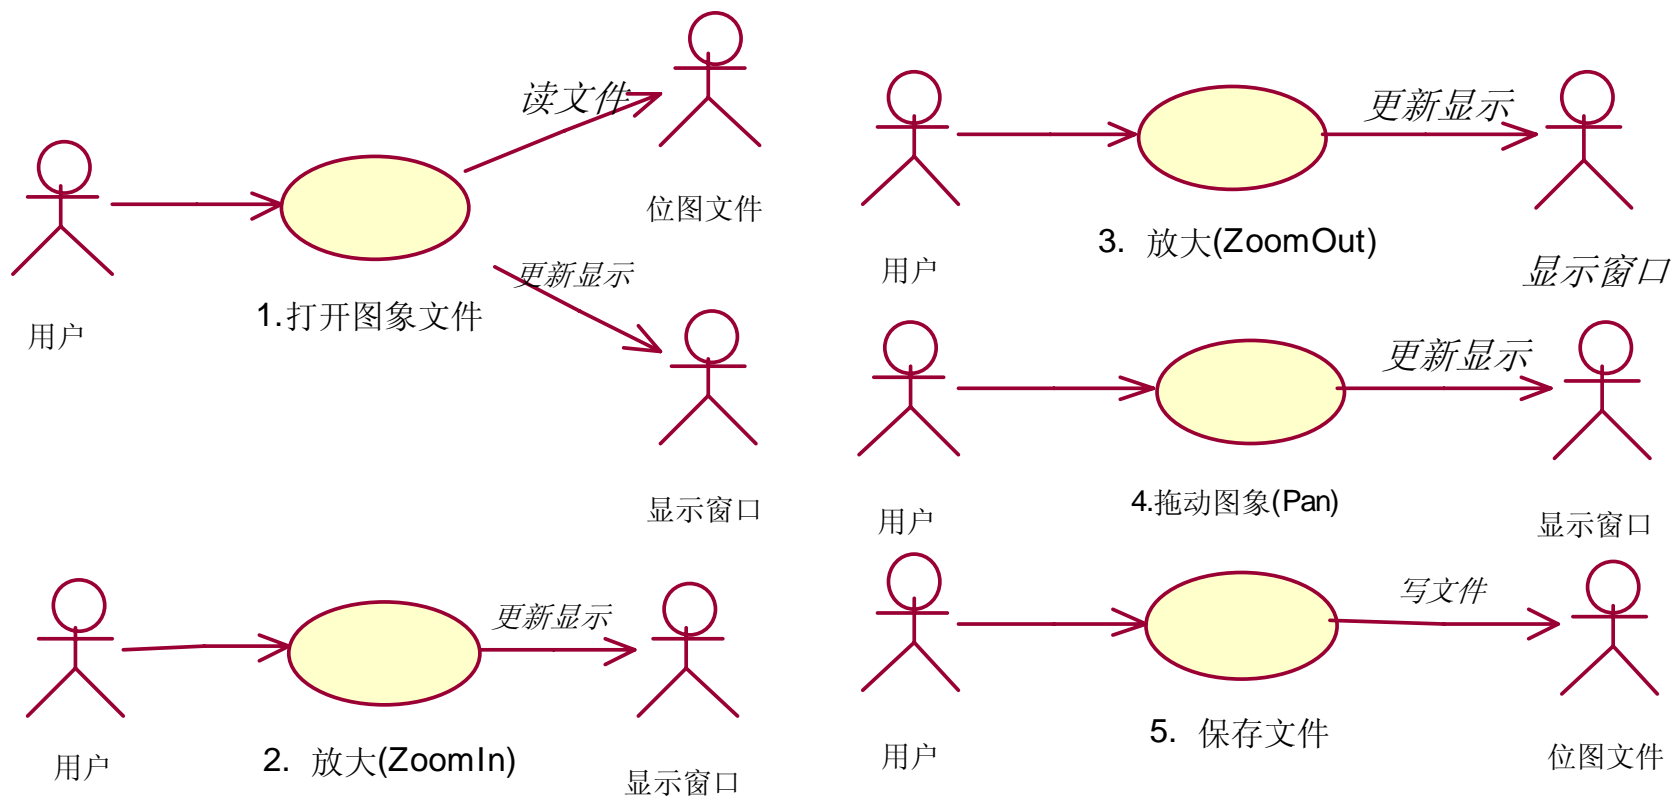 读文件
位图文件
更新显示
用户
1.打开图象文件
显示窗口
更新显示
用户
2. 放大(ZoomIn)
显示窗口
更新显示
用户
3. 放大(ZoomOut)
显示窗口
更新显示
用户
4.拖动图象(Pan)
显示窗口
写文件
用户
5. 保存文件
位图文件